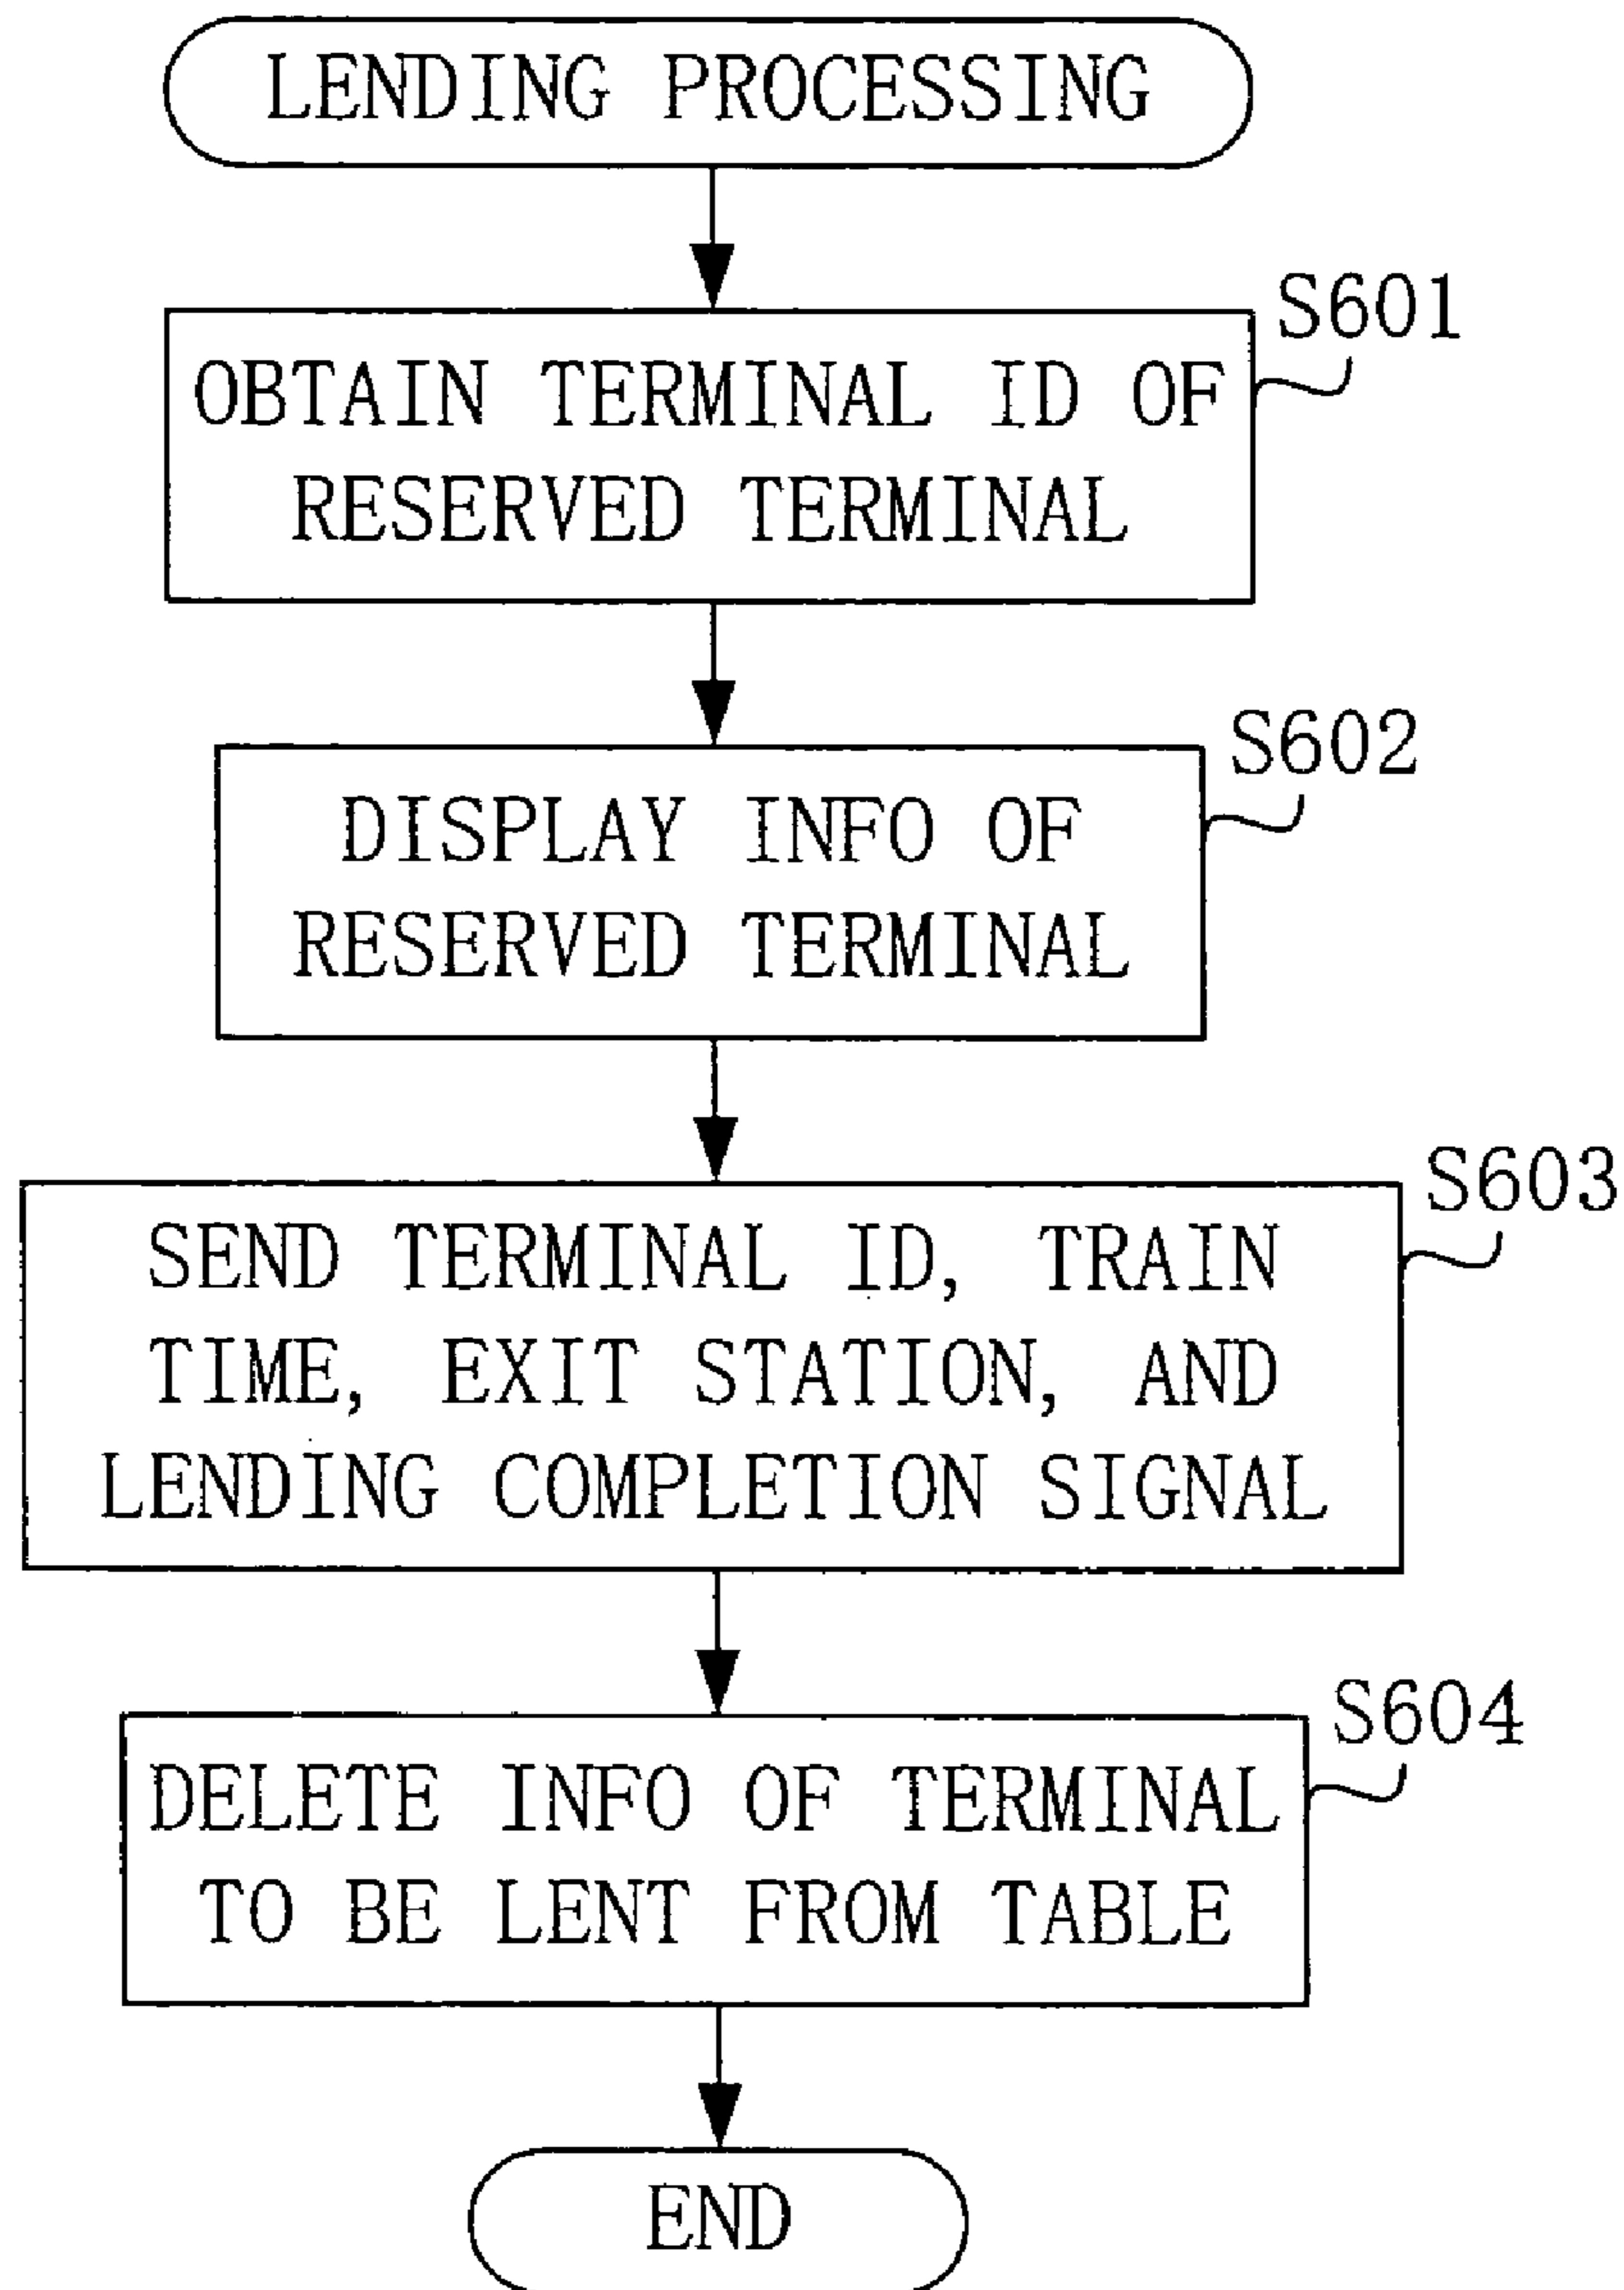 LENDING PROCESSING
S601
OBTAIN TERMINAL ID OF
RESERVED TERMINAL
S602
DISPLAY INFO OF
RESERVED TERMINAL
S603
SEND TERMINAL ID, TRAIN
TIME, EXIT STATION, AND
LENDING COMPLETION SIGNAL
S604
DELETE INFO OF TERMINAL
TO BE LENT FROM TABLE
END